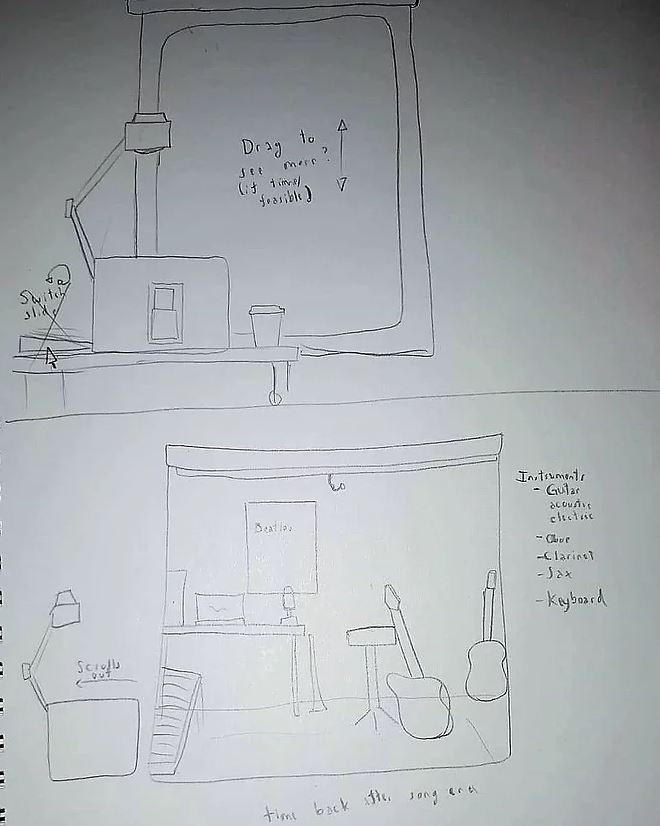 Drag to
see more?
(if time/
feasible)
Switch
slide
Instruments
- Guitar
acoustic
electric
- Oboe
- Clarinet
- Sax
- Keyboard
Beatles
Scrolls
out
time back after song